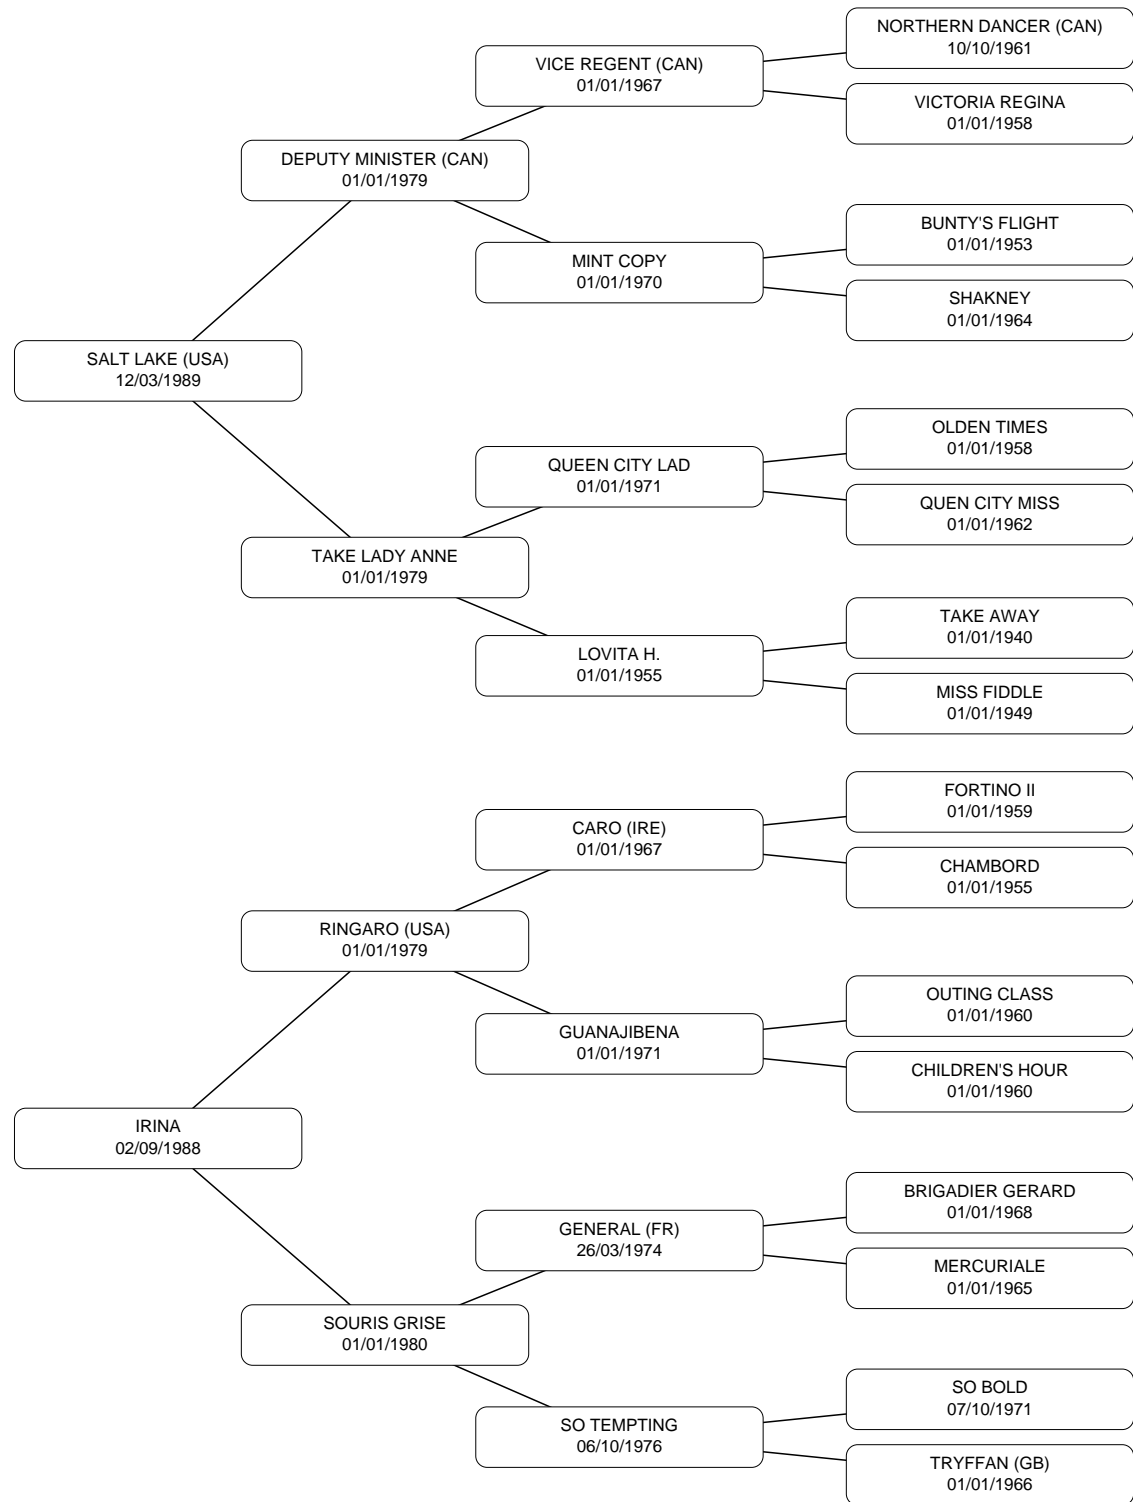 NORTHERN DANCER (CAN)
10/10/1961
VICE REGENT (CAN)
01/01/1967
VICTORIA REGINA
01/01/1958
DEPUTY MINISTER (CAN)
01/01/1979
BUNTY'S FLIGHT
01/01/1953
MINT COPY
01/01/1970
SHAKNEY
01/01/1964
SALT LAKE (USA)
12/03/1989
OLDEN TIMES
01/01/1958
QUEEN CITY LAD
01/01/1971
QUEN CITY MISS
01/01/1962
TAKE LADY ANNE
01/01/1979
TAKE AWAY
01/01/1940
LOVITA H.
01/01/1955
MISS FIDDLE
01/01/1949
FORTINO II
01/01/1959
CARO (IRE)
01/01/1967
CHAMBORD
01/01/1955
RINGARO (USA)
01/01/1979
OUTING CLASS
01/01/1960
GUANAJIBENA
01/01/1971
CHILDREN'S HOUR
01/01/1960
IRINA
02/09/1988
BRIGADIER GERARD
01/01/1968
GENERAL (FR)
26/03/1974
MERCURIALE
01/01/1965
SOURIS GRISE
01/01/1980
SO BOLD
07/10/1971
SO TEMPTING
06/10/1976
TRYFFAN (GB)
01/01/1966